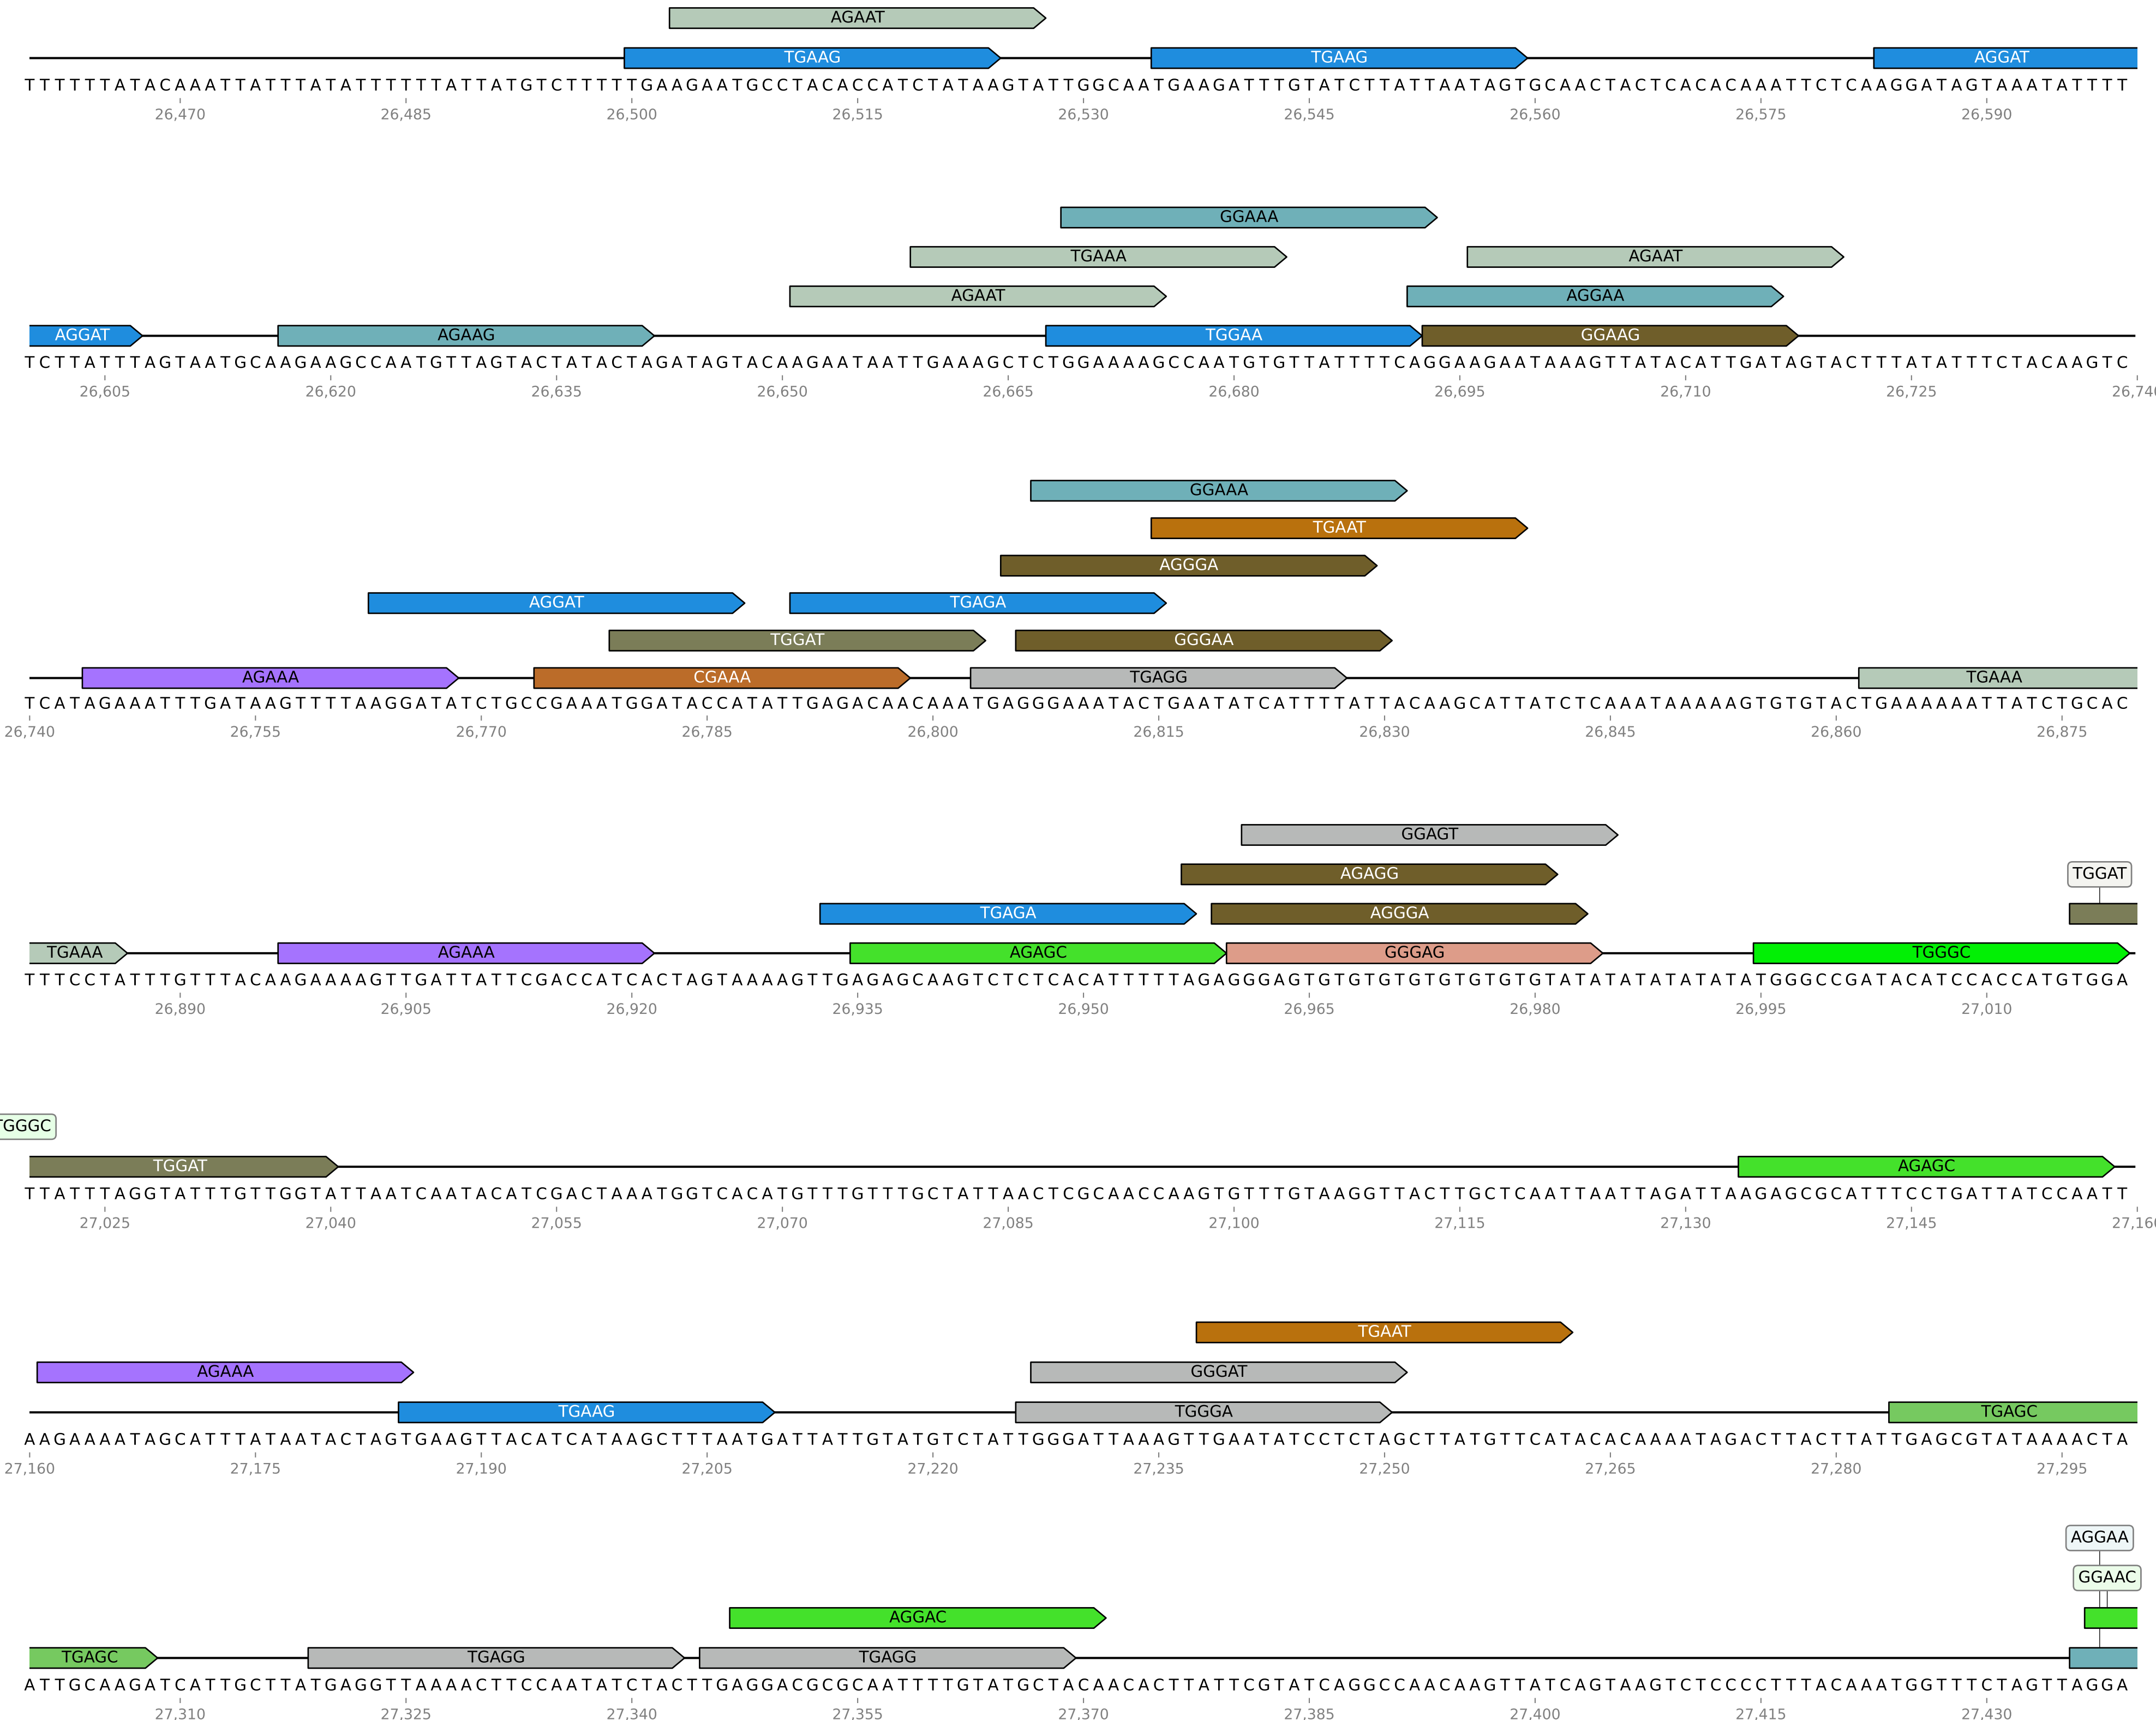 AGAAT
TGAAG TGAAG AGGAT
TTTTTTATACAAATTATTTATATTTTTTATTATGTCTTTTTGAAGAATGCCTACACCATCTATAAGTATTGGCAATGAAGATTTGTATCTTATTAATAGTGCAACTACTCACACAAATTCTCAAGGATAGTAAATATTTT
26,470 26,485 26,500 26,515 26,530 26,545 26,560 26,575 26,590
GGAAA
TGAAA AGAAT
AGAAT AGGAA
AGGAT AGAAG TGGAA GGAAG
TCTTATTTAGTAATGCAAGAAGCCAATGTTAGTACTATACTAGATAGTACAAGAATAATTGAAAGCTCTGGAAAAGCCAATGTGTTATTTTCAGGAAGAATAAAGTTATACATTGATAGTACTTTATATTTCTACAAGTC
26,605 26,620 26,635 26,650 26,665 26,680 26,695 26,710 26,725
GGAAA
TGAAT
AGGGA
AGGAT TGAGA
TGGAT GGGAA
AGAAA CGAAA TGAGG TGAAA
TCATAGAAATTTGATAAGTTTTAAGGATATCTGCCGAAATGGATACCATATTGAGACAACAAATGAGGGAAATACTGAATATCATTTTATTACAAGCATTATCTCAAATAAAAAGTGTGTACTGAAAAAATTATCTGCAC
26,740 26,755 26,770 26,785 26,800 26,815 26,830 26,845 26,860 26,875
GGAGT
AGAGG TGGAT
TGAGA AGGGA
TGAAA AGAAA AGAGC GGGAG TGGGC
TTTCCTATTTGTTTACAAGAAAAGTTGATTATTCGACCATCACTAGTAAAAGTTGAGAGCAAGTCTCTCACATTTTTAGAGGGAGTGTGTGTGTGTGTGTATATATATATATATGGGCCGATACATCCACCATGTGGA
26,890 26,905 26,920 26,935 26,950 26,965 26,980 26,995 27,010
TGGGC
TGGAT AGAGC
TTATTTAGGTATTTGTTGGTATTAATCAATACATCGACTAAATGGTCACATGTTTGTTTGCTATTAACTCGCAACCAAGTGTTTGTAAGGTTACTTGCTCAATTAATTAGATTAAGAGCGCATTTCCTGATTATCCAATT
27,025 27,040 27,055 27,070 27,085 27,100 27,115 27,130 27,145
TGAAT
AGAAA GGGAT
TGAAG TGGGA TGAGC
AAGAAAATAGCATTTATAATACTAGTGAAGTTACATCATAAGCTTTAATGATTATTGTATGTCTATTGGGATTAAAGTTGAATATCCTCTAGCTTATGTTCATACACAAAATAGACTTACTTATTGAGCGTATAAAACTA
27,160 27,175 27,190 27,205 27,220 27,235 27,250 27,265 27,280 27,295
AGGAA
GGAAC
AGGAC
TGAGC TGAGG TGAGG
ATTGCAAGATCATTGCTTATGAGGTTAAAACTTCCAATATCTACTTGAGGACGCGCAATTTTGTATGCTACAACACTTATTCGTATCAGGCCAACAAGTTATCAGTAAGTCTCCCCTTTACAAATGGTTTCTAGTTAGGA
27,310 27,325 27,340 27,355 27,370 27,385 27,400 27,415 27,430